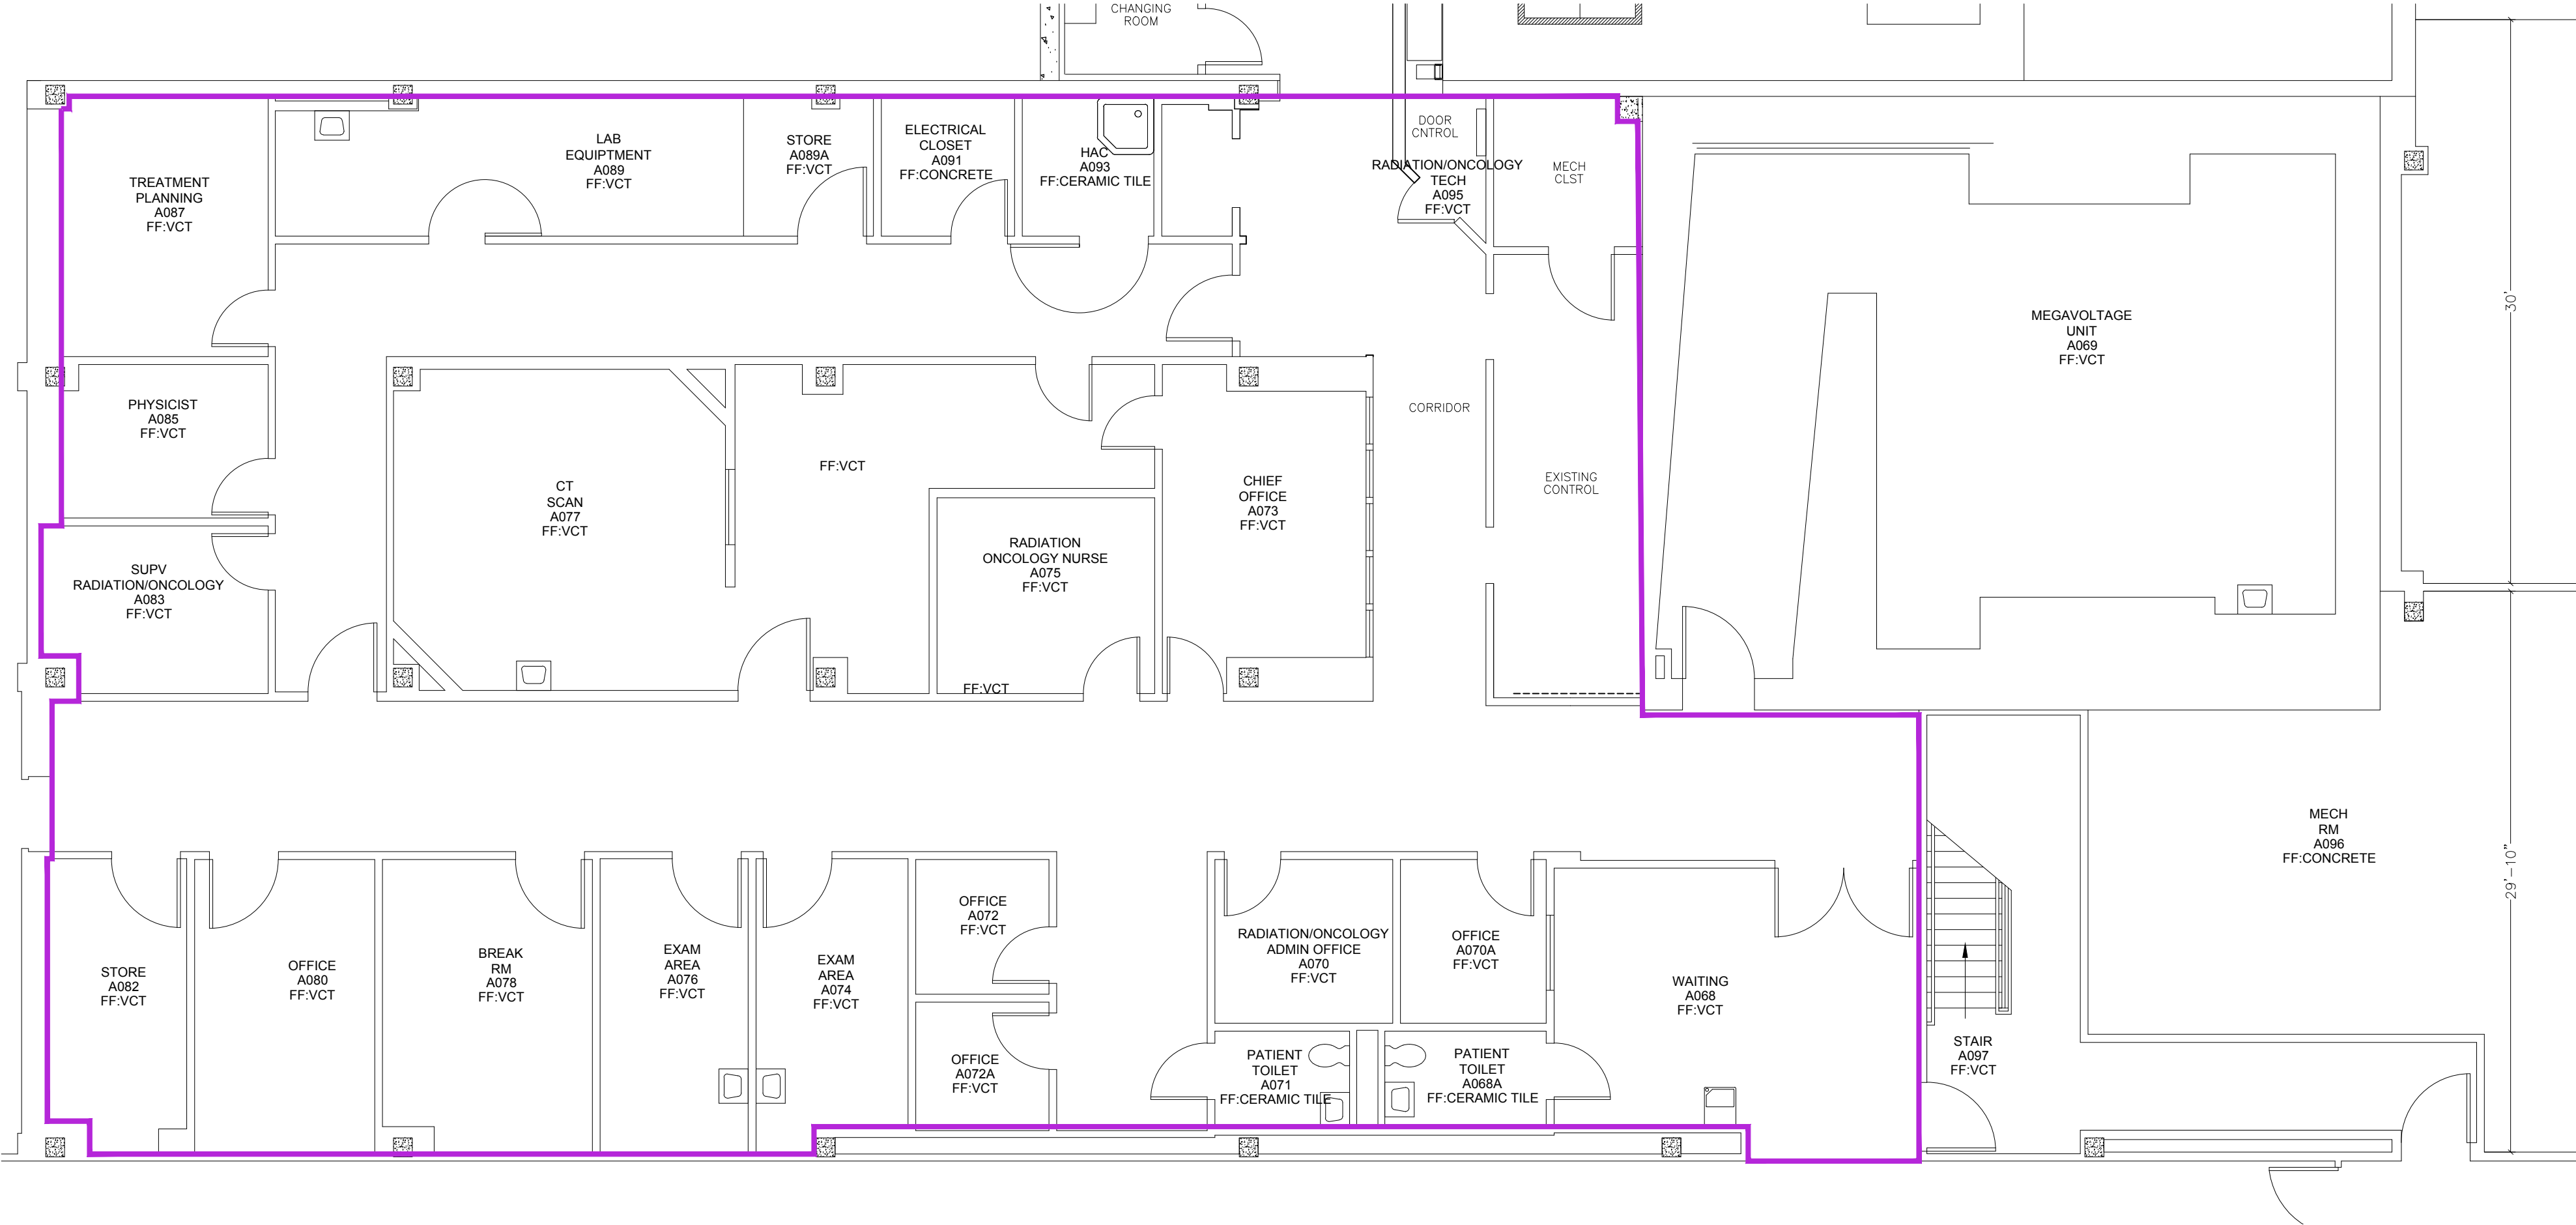 CHANGING
ROOM
DOOR
CNTROL
RADIATION/ONCOLOGY
TECH
A095
FF:VCT
MECH
CLST
TREATMENT
PLANNING
A087
FF:VCT
LAB
EQUIPTMENT
A089
FF:VCT
STORE
A089A
FF:VCT
ELECTRICAL
CLOSET
A091
FF:CONCRETE
HAC
A093
FF:CERAMIC TILE
MEGAVOLTAGE
UNIT
A069
FF:VCT
30'
PHYSICIST
A085
FF:VCT
CORRIDOR
FF:VCT
CT
SCAN
A077
FF:VCT
CHIEF
OFFICE
A073
FF:VCT
EXISTING
CONTROL
RADIATION
ONCOLOGY NURSE
A075
FF:VCT
SUPV
RADIATION/ONCOLOGY
A083
FF:VCT
FF:VCT
MECH
RM
A096
FF:CONCRETE
29'-10"
STORE
A082
FF:VCT
OFFICE
A080
FF:VCT
BREAK
RM
A078
FF:VCT
EXAM
AREA
A076
FF:VCT
EXAM
AREA
A074
FF:VCT
OFFICE
A072
FF:VCT
OFFICE
A072A
FF:VCT
RADIATION/ONCOLOGY
ADMIN OFFICE
A070
FF:VCT
OFFICE
A070A
FF:VCT
WAITING
A068
FF:VCT
PATIENT
TOILET
A071
FF:CERAMIC TILE
PATIENT
TOILET
A068A
FF:CERAMIC TILE
STAIR
A097
FF:VCT